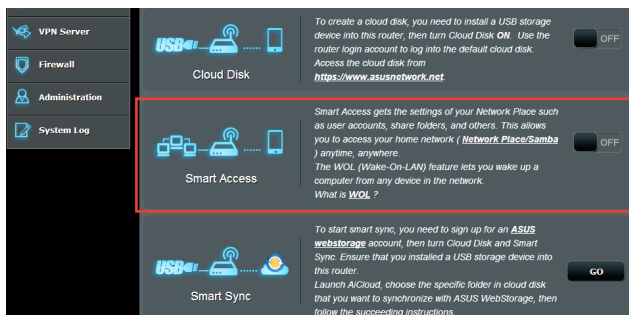 VPN Server
Firewall
Administration
System Log
USB
Cloud Disk
To create a cloud disk, you need to install a USB storage
device into this router, then turn Cloud Disk ON. Use the
router login account to log into the default cloud disk.
Access the cloud disk from
https://www.asusnetwork.net.
OFF
Smart Access
Smart Access gets the settings of your Network Place such
as user accounts, share folders, and others. This allows
you to access your home network ( Network Place/Samba
) anytime, anywhere.
The WOL (Wake-On-LAN) feature lets you wake up a
computer from any device in the network.
What is WOL ?
OFF
USB
Smart Sync
To start smart sync, you need to sign up for an ASUS
webstorage account, then turn Cloud Disk and Smart
Sync. Ensure that you installed a USB storage device into
this router.
Launch AiCloud, choose the specific folder in cloud disk
that you want to synchronize with ASUS WebStorage, then
follow the succeeding instructions
GO